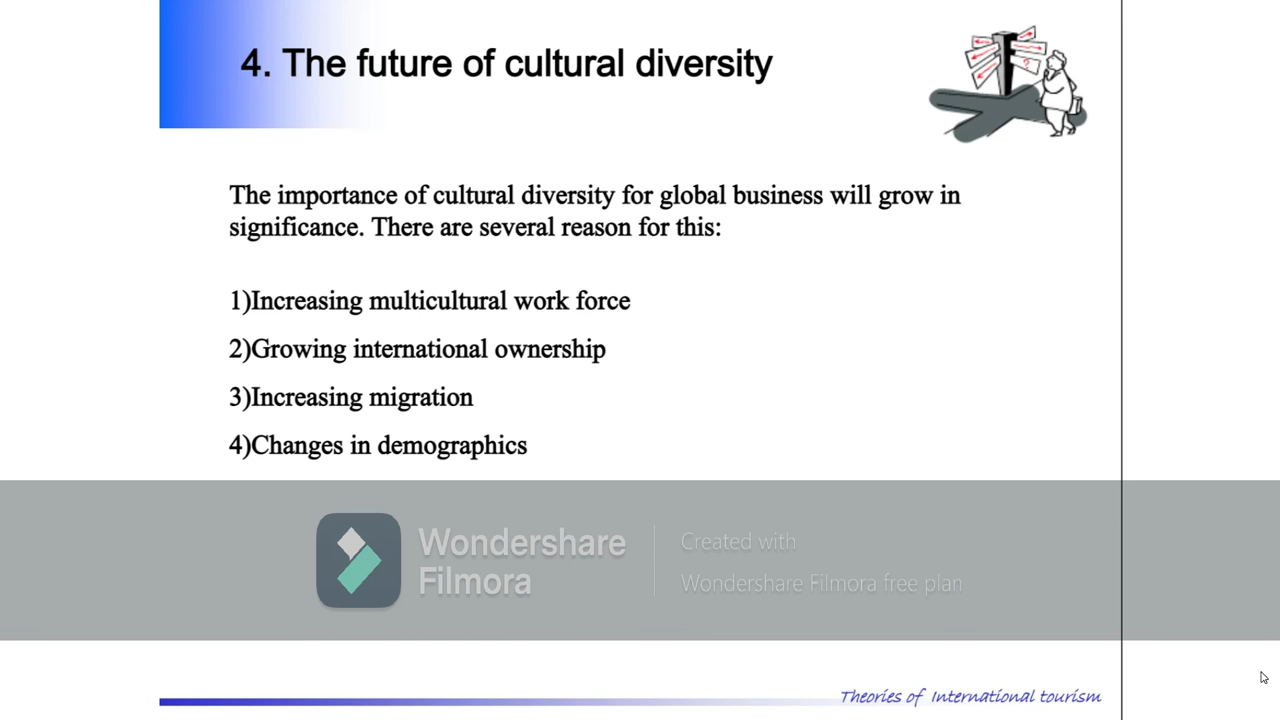 4. The future of cultural diversity
?
The importance of cultural diversity for global business will grow in
significance. There are several reason for this:
1)Increasing multicultural work force
2)Growing international ownership
3)Increasing migration
4)Changes in demographics
Wondershare
Filmora
Created with
Wondershare Filmora free plan
Theories of International tourism